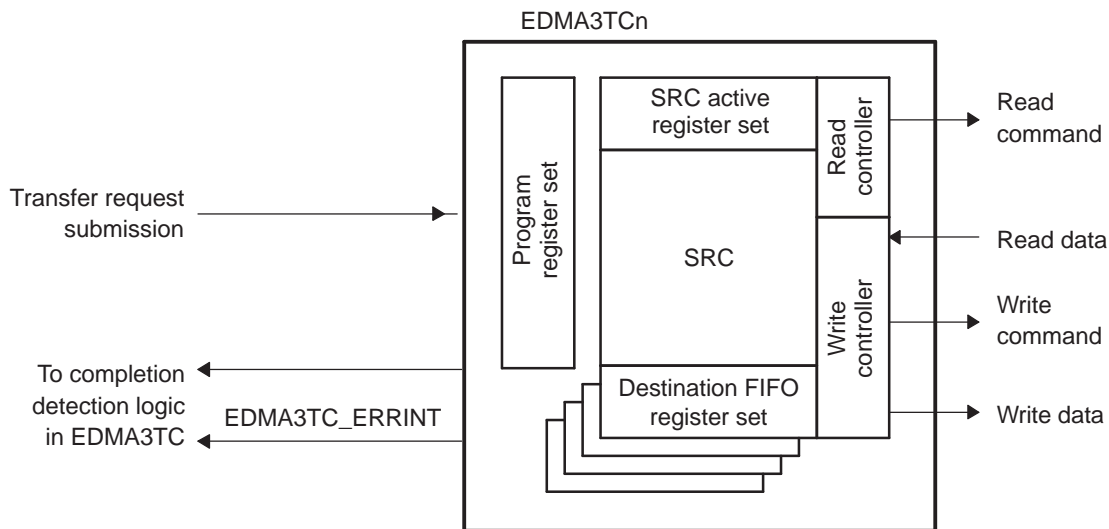 EDMA3TCn
SRC active
register set
Read
controller
Read
command
Program
register set
Transfer request
submission
Read data
SRC
Write
controller
Write
command
To completion
detection logic
in EDMA3TC
EDMA3TC_ERRINT
Destination FIFO
register set
Write data